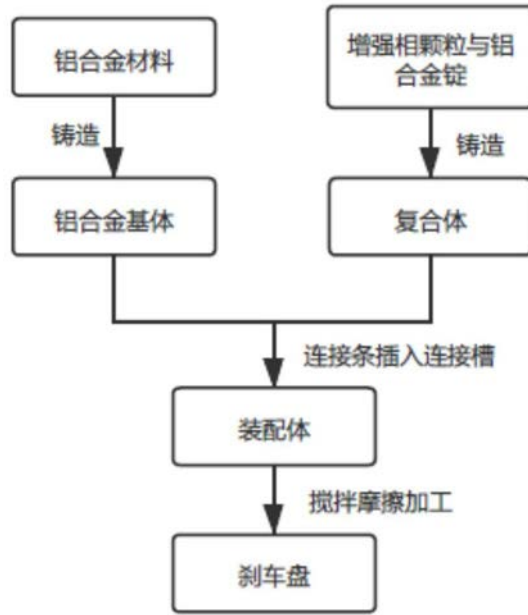 铝合金材料
增强相颗粒与铝
合金锭
铸造
铸造
铝合金基体
复合体
连接条插入连接槽
装配体
搅拌摩擦加工
刹车盘